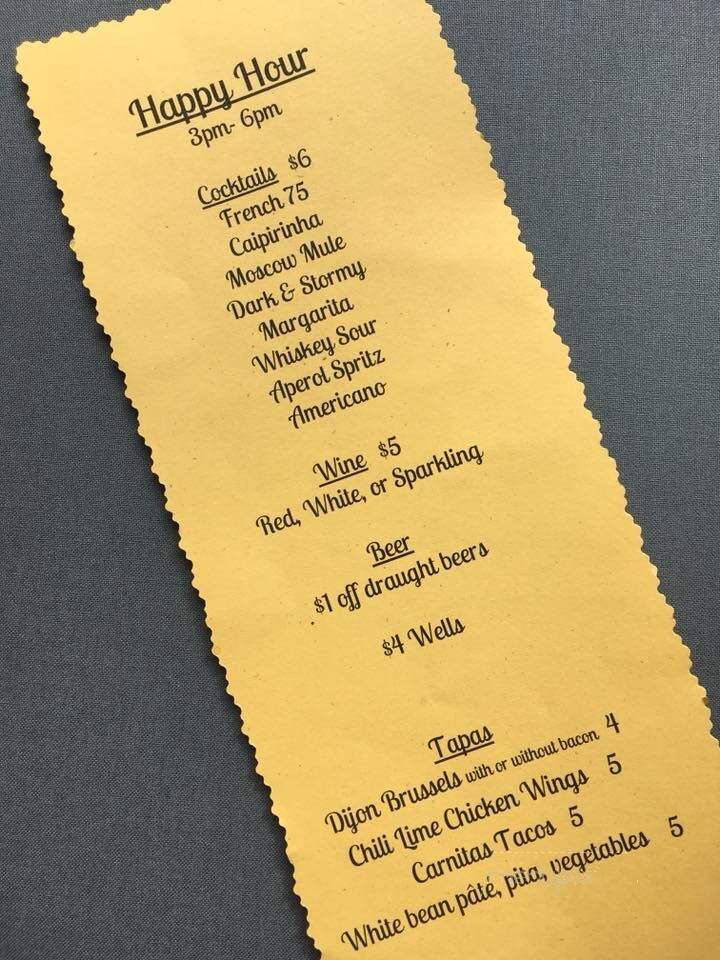 Happy Hour
3pm- 6pm
Cocktails $6
French 75
Caipirinha
Moscow Mule
Dark & Stormy
Margarita
Whiskey Sour
Aperol Spritz
Americano
Wine $5
Red, White, or Sparkling
Beer
$1 off draught beers
$4 Wells
Tapas
Dijon Brussels with or without bacon 4
Chili Lime Chicken Wings 5
Carnitas Tacos 5
White bean pâté, pita, vegetables 5